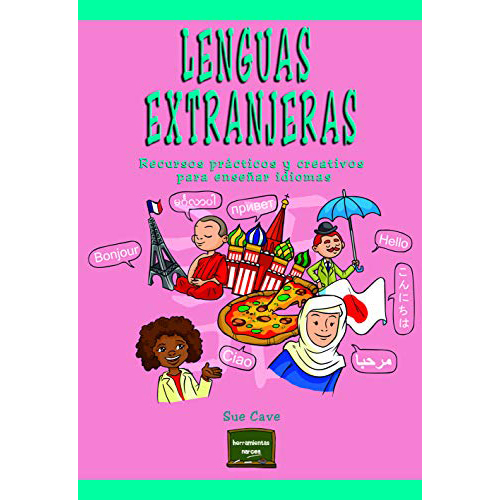 LENGUAS
EXTRANJERAS
Recursos prácticos y creativos
para enseñar idiomas
привет
Hello
Bonjour
こんにちは
Ciao
مرحبا
Sue Cave
herramientas
narcea